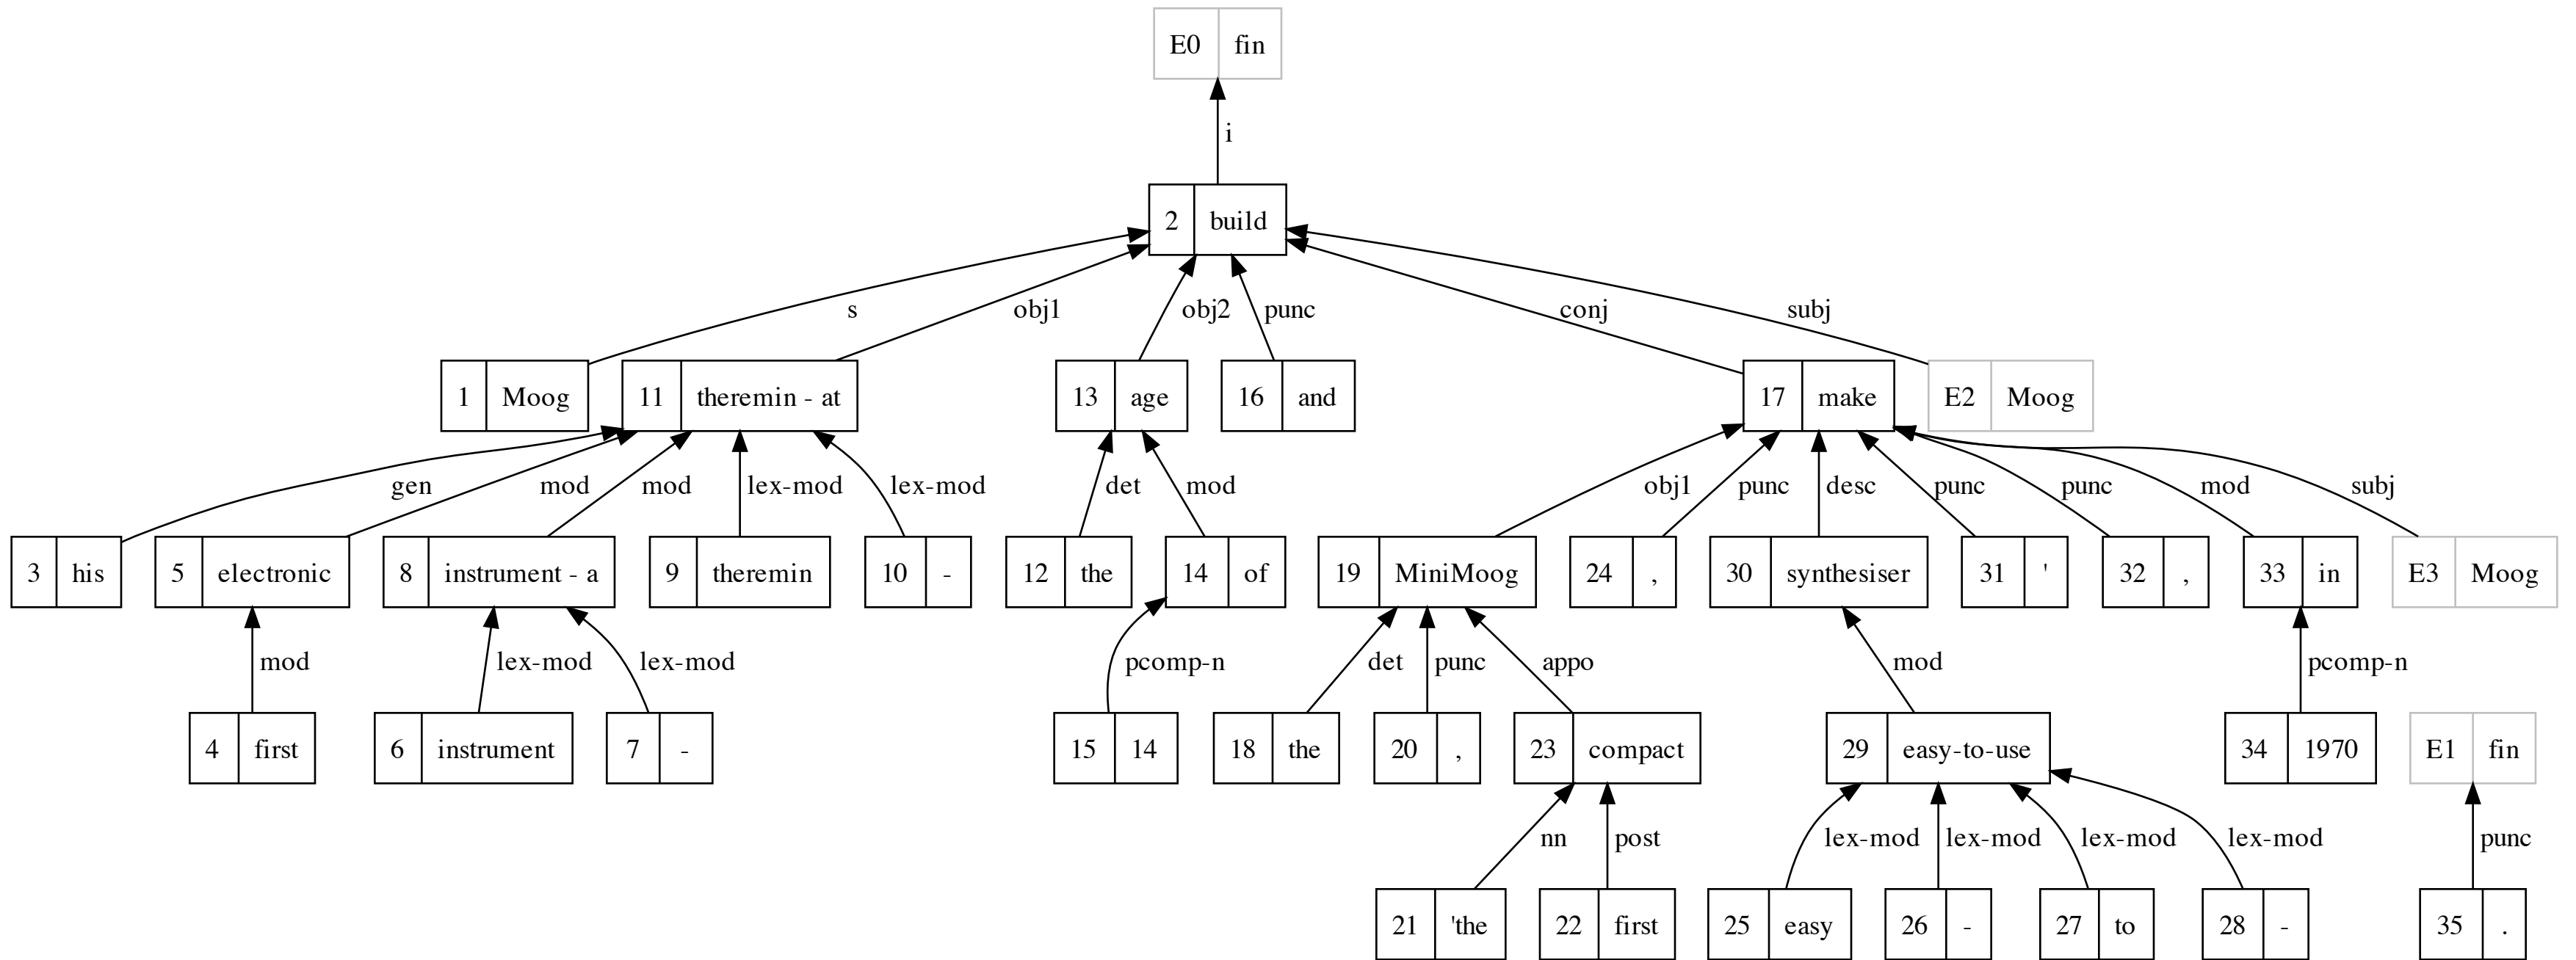 E0 fin
i
2 build
s obj1 obj2 punc conj subj
1 Moog 11 theremin - at 13 age 16 and 17 make E2 Moog
gen mod mod lex-mod lex-mod det mod obj1 punc desc punc punc mod subj
3 his 5 electronic 8 instrument - a 9 theremin 10 - 12 the 14 of 19 MiniMoog 24 , 30 synthesiser 31 ' 32 , 33 in E3 Moog
mod lex-mod lex-mod pcomp-n det punc appo mod pcomp-n
4 first 6 instrument 7 - 15 14 18 the 20 , 23 compact 29 easy-to-use 34 1970 E1 fin
nn post lex-mod lex-mod lex-mod lex-mod punc
21 'the 22 first 25 easy 26 - 27 to 28 - 35 .